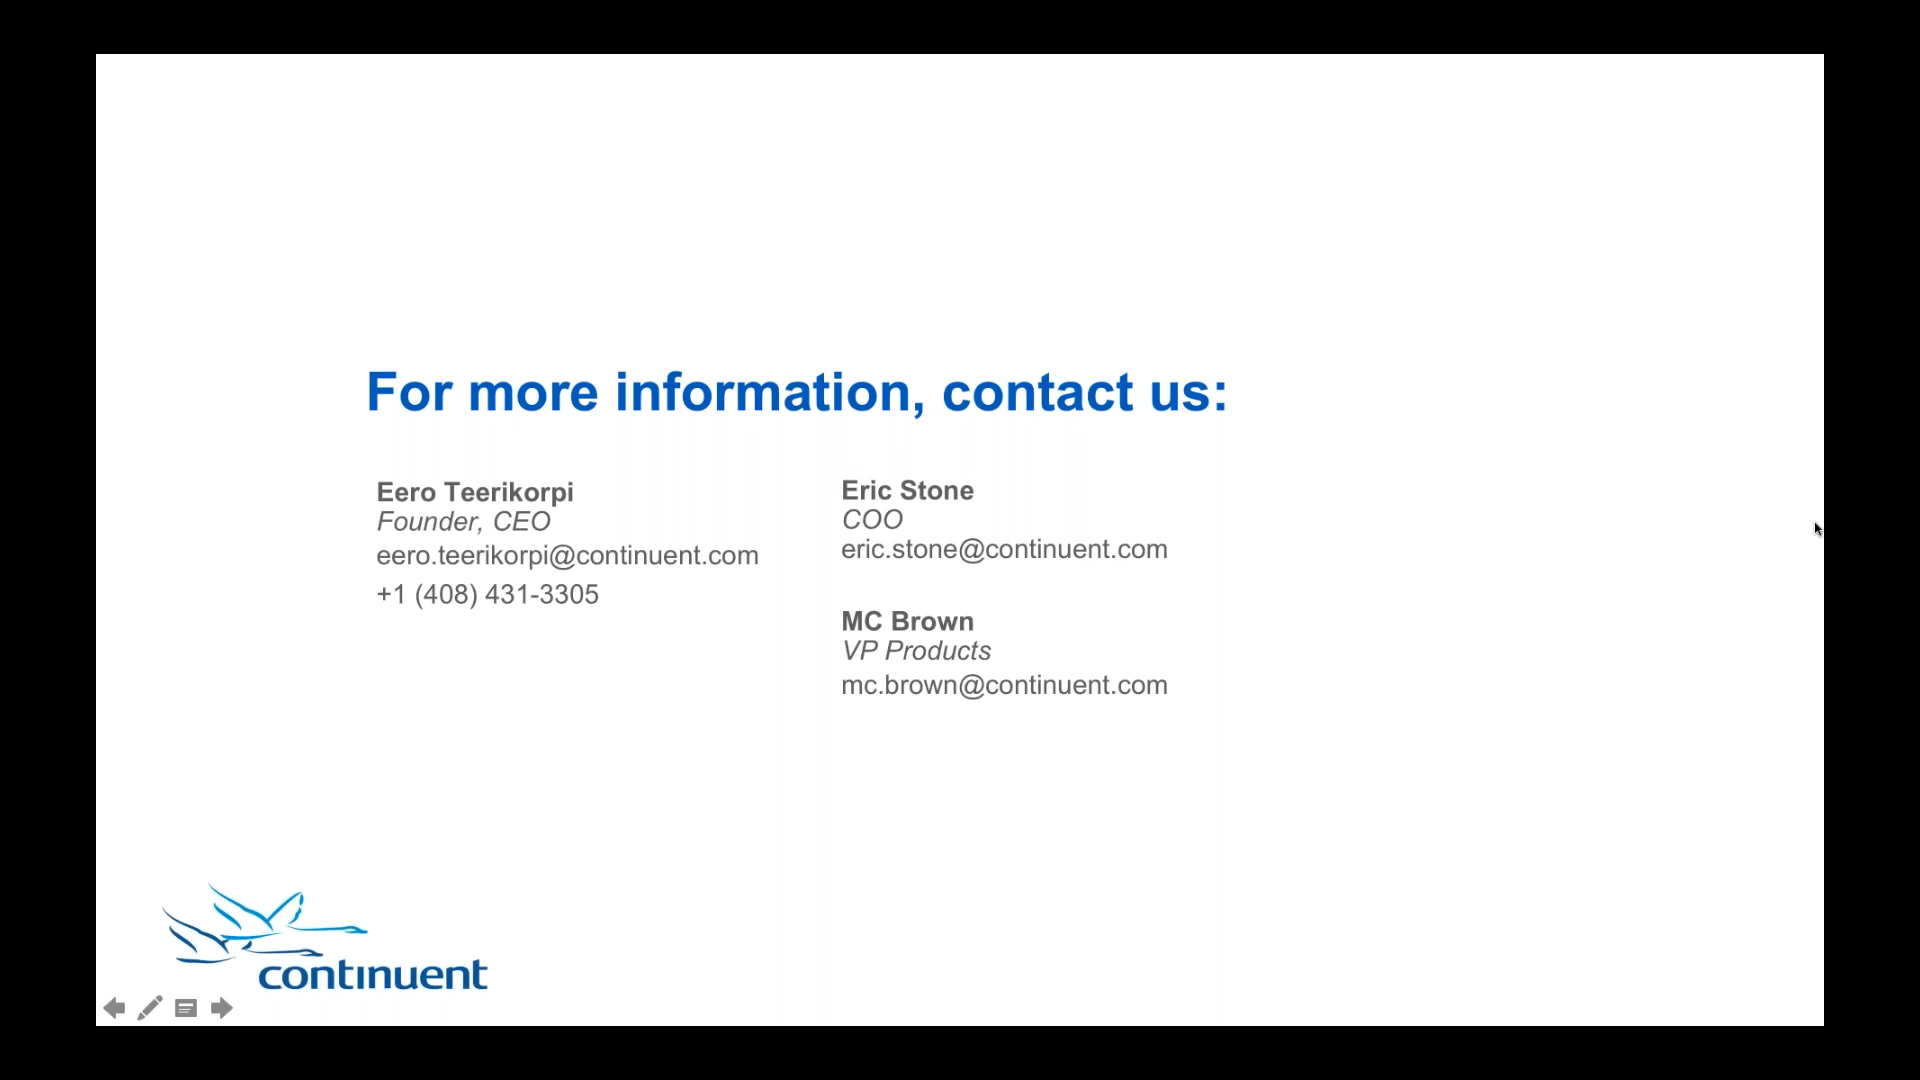 For more information, contact us:
Eero Teerikorpi
Founder, CEO
eero.teerikorpi@continuent.com
+1 (408) 431-3305
Eric Stone
COO
eric.stone@continuent.com
MC Brown
VP Products
mc.brown@continuent.com
continuent